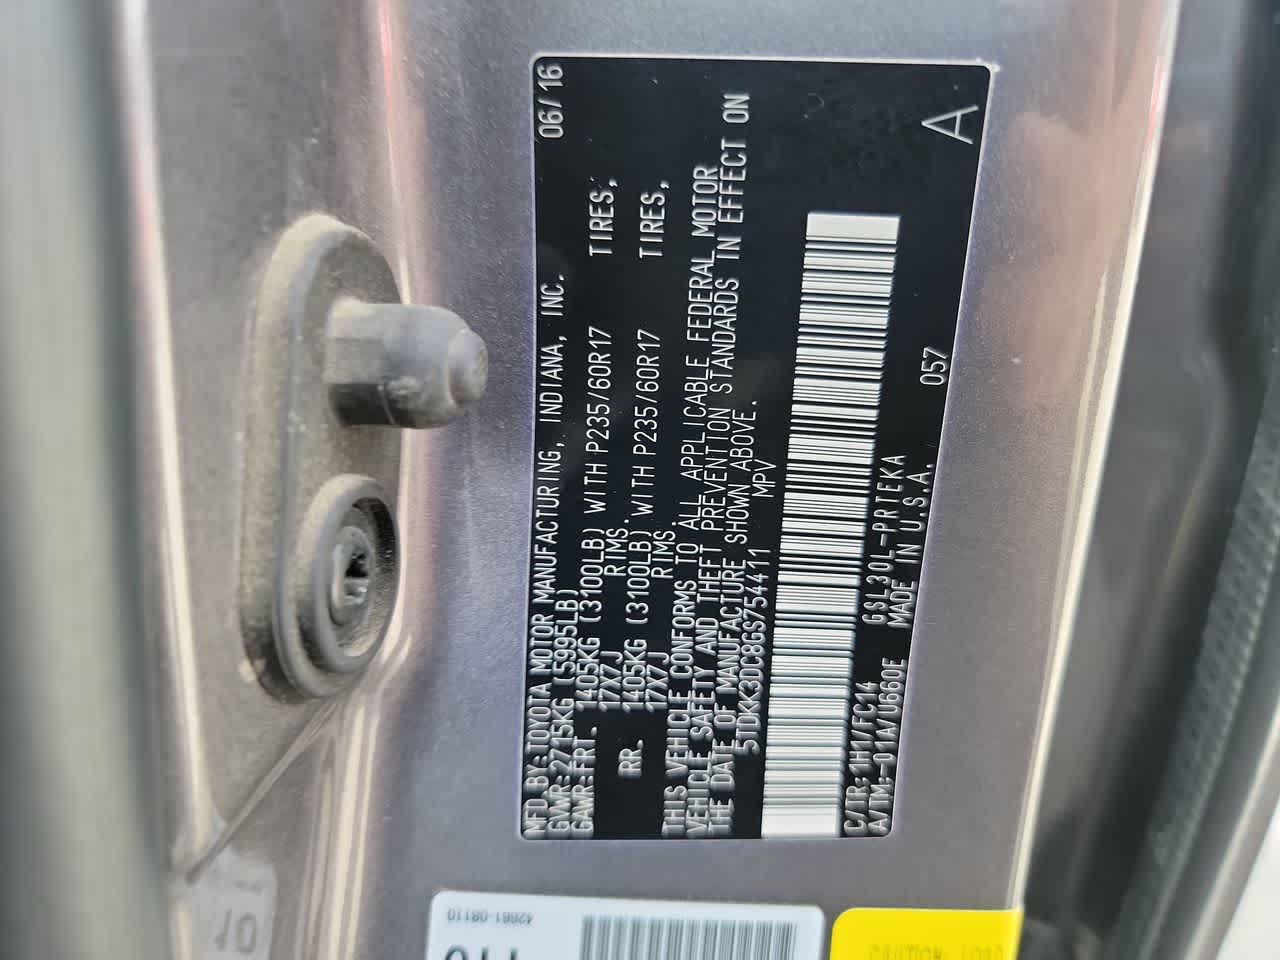 MFD.BY:TOYOTA MOTOR MANUFACTURING, INDIANA, INC. 06/16
GVWR:2715KG (5995LB)
GAWR:FRT. 1405KG (3100LB) WITH P235/60R17 TIRES,
17X7J RIMS.
RR. 1405KG (3100LB) WITH P235/60R17 TIRES,
17X7J RIMS.
THIS VEHICLE CONFORMS TO ALL APPLICABLE FEDERAL MOTOR
VEHICLE SAFETY AND THEFT PREVENTION STANDARDS IN EFFECT ON
THE DATE OF MANUFACTURE SHOWN ABOVE.
5TDKK3DC8GS754411 MPV
C/TR: 1H1/FC14 GSL30L-PRTEKA 057
A/TM:-01A/U660E MADE IN U.S.A. A
42661-08110